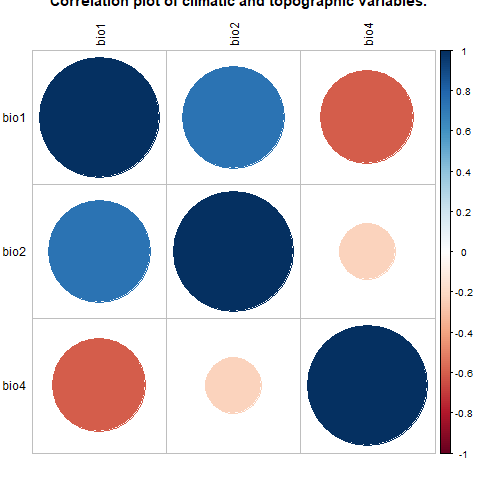 Correlation plot of climatic and topographic variables.
bio1
bio2
bio4
bio1
bio2
bio4
1
0.8
0.6
0.4
0.2
0
-0.2
-0.4
-0.6
-0.8
-1